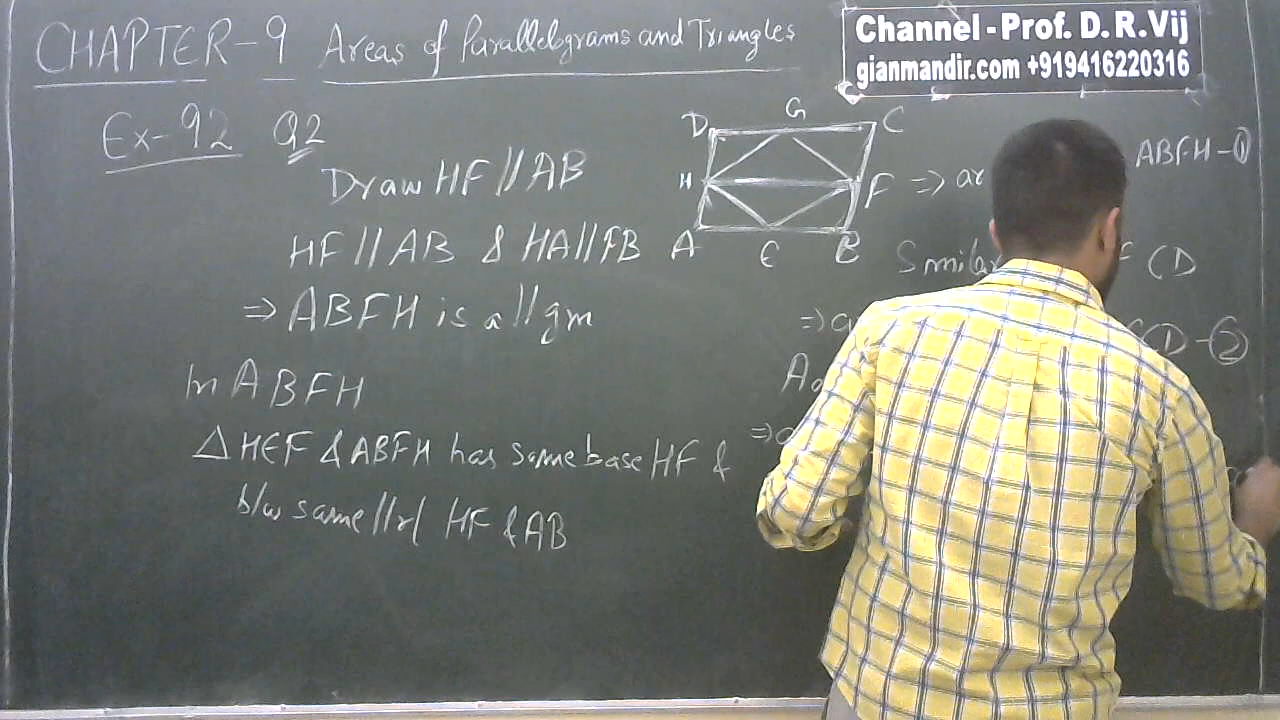 CHAPTER-9 Areas of Parallelograms and Triangles
Channel - Prof. D. R. Vij
gianmandir.com +919416220316
Ex-9.2 Q2
Draw HF // AB
HF // AB & HA // FB
⇒ ABFH is a //gm
In ABFH
△ HEF & ABFH has same base HF &
b/w same //rl HF & AB
D G C
H F
A E B
⇒ ar ABFH - ①
CD
⇒ CD - ②
⇒